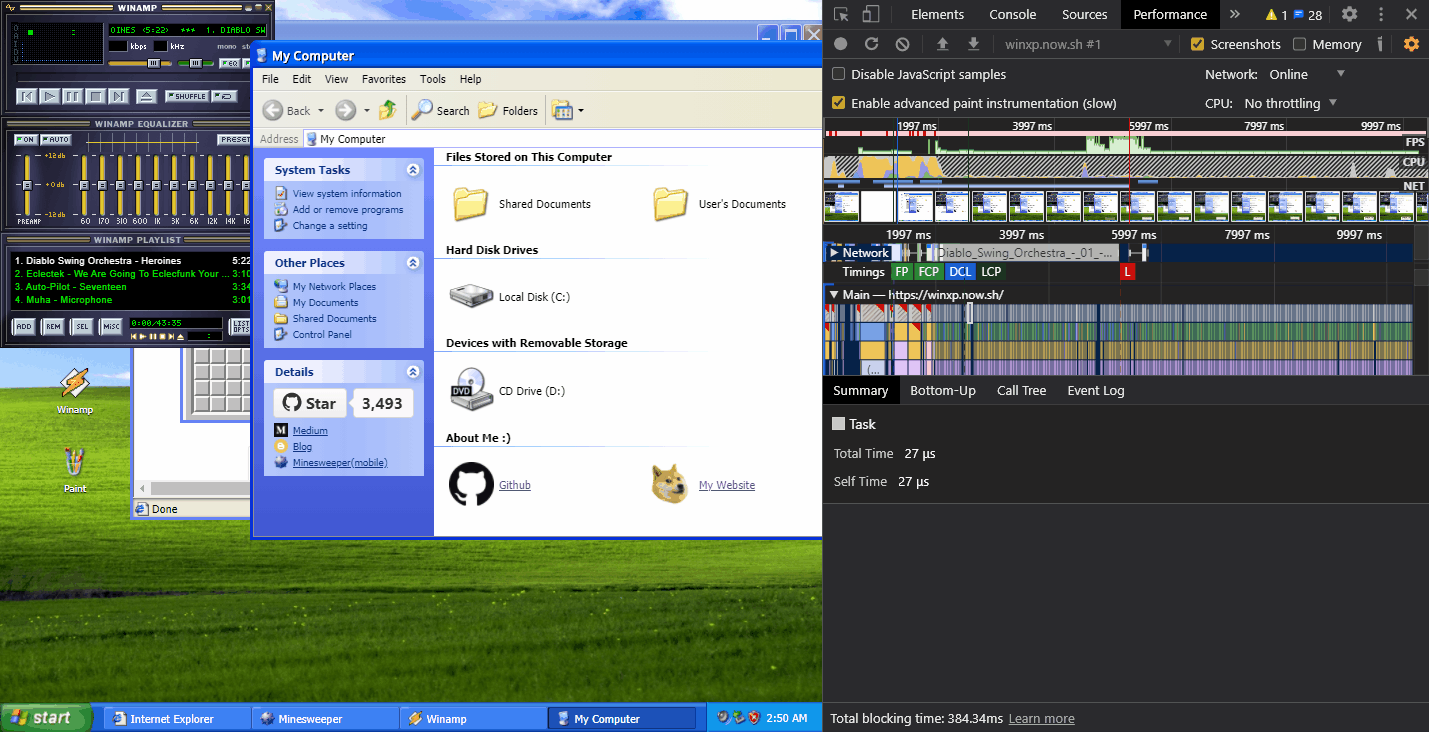 WINAMP
OINES <5:22> *** 1. DIABLO SW
kbps kHz mono ste
EQ
SHUFFLE
WINAMP EQUALIZER
ON AUTO PRESET
+12db
+0db
-12db
PREAMP 60 170 310 600 1K 3K 6K 12K 14K 16
WINAMP PLAYLIST
1. Diablo Swing Orchestra - Heroines 5:22
2. Eclectek - We Are Going To Eclecfunk Your ... 3:10
3. Auto-Pilot - Seventeen 3:34
4. Muha - Microphone 3:01
ADD REM SEL MISC 0:00/43:35 LIST OPTS
Winamp
Paint
Done
My Computer
File Edit View Favorites Tools Help
Back Search Folders
Address My Computer
System Tasks
View system information
Add or remove programs
Change a setting
Other Places
My Network Places
My Documents
Shared Documents
Control Panel
Details
Star 3,493
Medium
Blog
Minesweeper(mobile)
Files Stored on This Computer
Shared Documents User's Documents
Hard Disk Drives
Local Disk (C:)
Devices with Removable Storage
DVD
CD Drive (D:)
About Me :)
Github My Website
start Internet Explorer Minesweeper Winamp My Computer 2:50 AM
Elements Console Sources Performance » 1 28
winxp.now.sh #1 Screenshots Memory
Disable JavaScript samples Network: Online
Enable advanced paint instrumentation (slow) CPU: No throttling
1997 ms 3997 ms 5997 ms 7997 ms 9997 ms
FPS
CPU
NET
1997 ms 3997 ms 5997 ms 7997 ms 9997 ms
Network Diablo_Swing_Orchestra_-_01_-...
Timings FP FCP DCL LCP L
Main — https://winxp.now.sh/
(...
Summary Bottom-Up Call Tree Event Log
Task
Total Time 27 µs
Self Time 27 µs
Total blocking time: 384.34ms Learn more